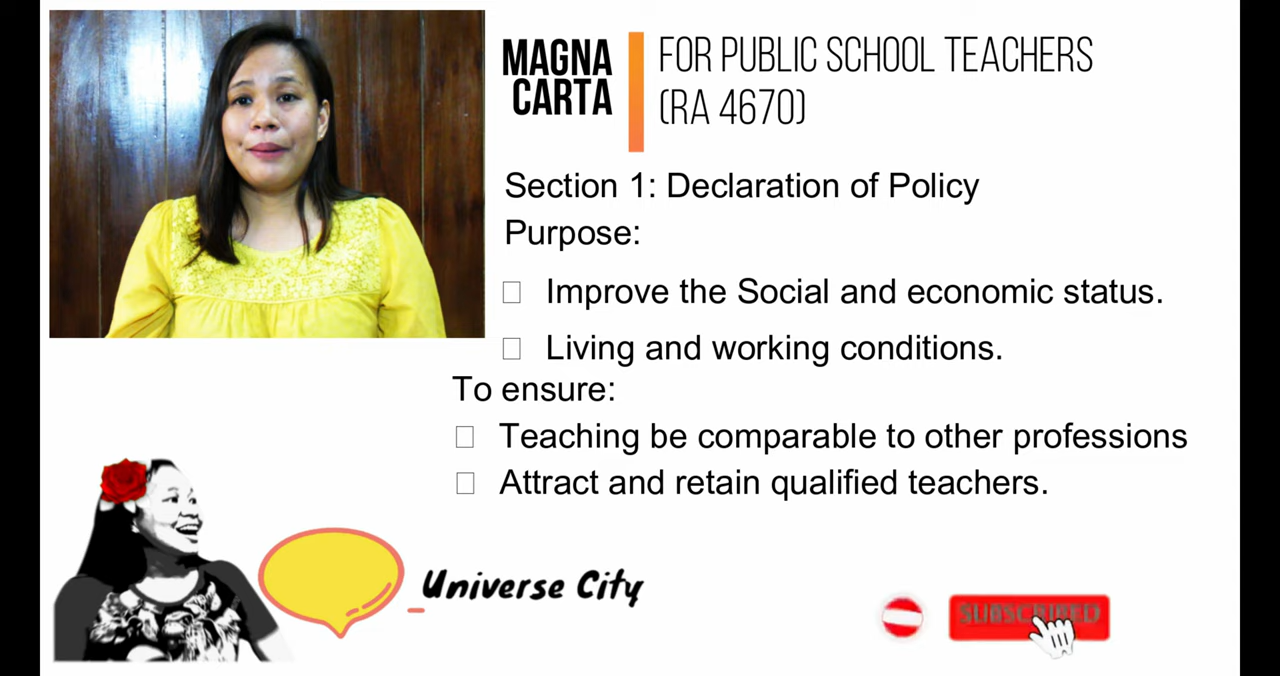 MAGNA
CARTA
FOR PUBLIC SCHOOL TEACHERS
(RA 4670)
Section 1: Declaration of Policy
Purpose:
Improve the Social and economic status.
Living and working conditions.
To ensure:
Teaching be comparable to other professions
Attract and retain qualified teachers.
Universe City
SUBSCRIBED